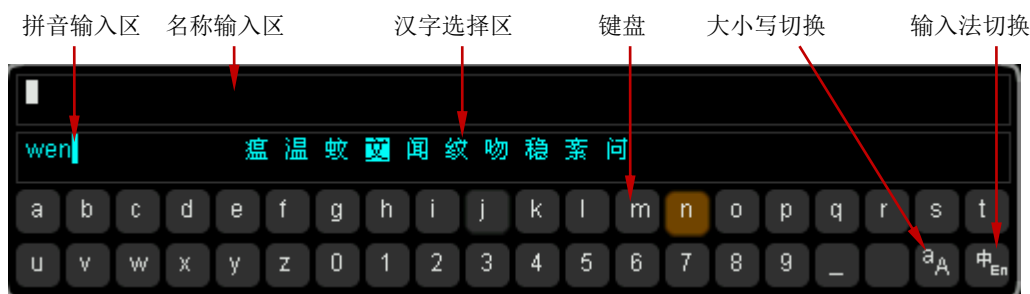 拼音输入区 名称输入区 汉字选择区 键盘 大小写切换 输入法切换
wen 瘟 温 蚊 文 闻 纹 吻 稳 紊 问
a b c d e f g h i j k l m n o p q r s t
u v w x y z 0 1 2 3 4 5 6 7 8 9 _ aA 中En